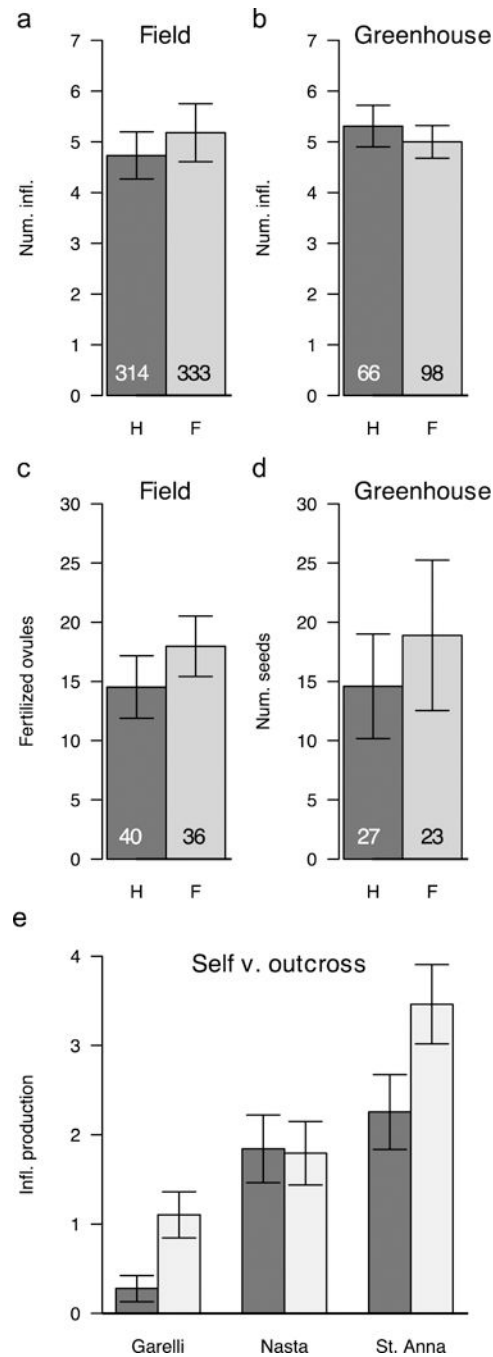 a
Field
Num. infl.
7
6
5
4
3
2
1
0
314
333
H
F
b
Greenhouse
Num. infl.
7
6
5
4
3
2
1
0
66
98
H
F
c
Field
Fertilized ovules
30
25
20
15
10
5
0
40
36
H
F
d
Greenhouse
Num. seeds
30
25
20
15
10
5
0
27
23
H
F
e
Self v. outcross
Infl. production
4
3
2
1
0
Garelli
Nasta
St. Anna